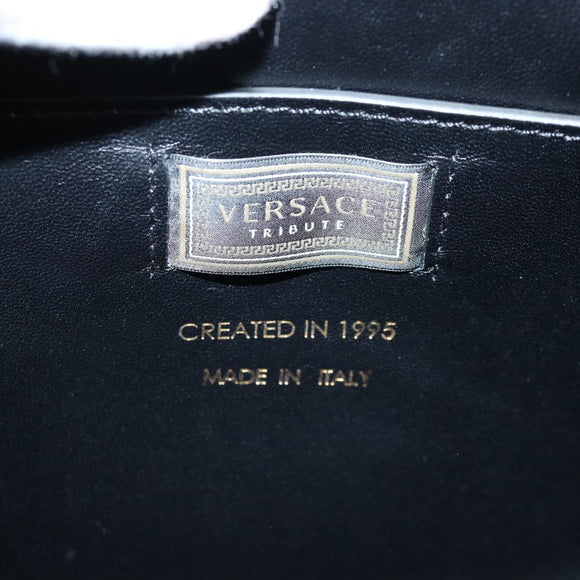 VERSACE
TRIBUTE
CREATED IN 1995
MADE IN ITALY